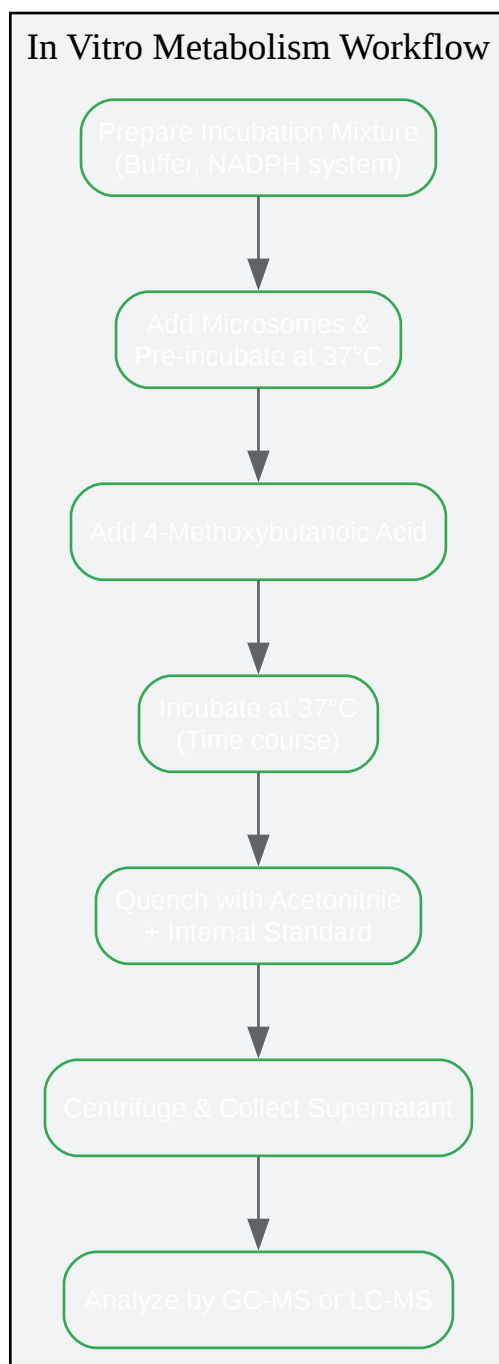 In Vitro Metabolism Workflow
Prepare Incubation Mixture
(Buffer, NADPH system)
Add Microsomes &
Pre-incubate at 37°C
Add 4-Methoxybutanoic Acid
Incubate at 37°C
(Time course)
Quench with Acetonitrile
+ Internal Standard
Centrifuge & Collect Supernatant
Analyze by GC-MS or LC-MS